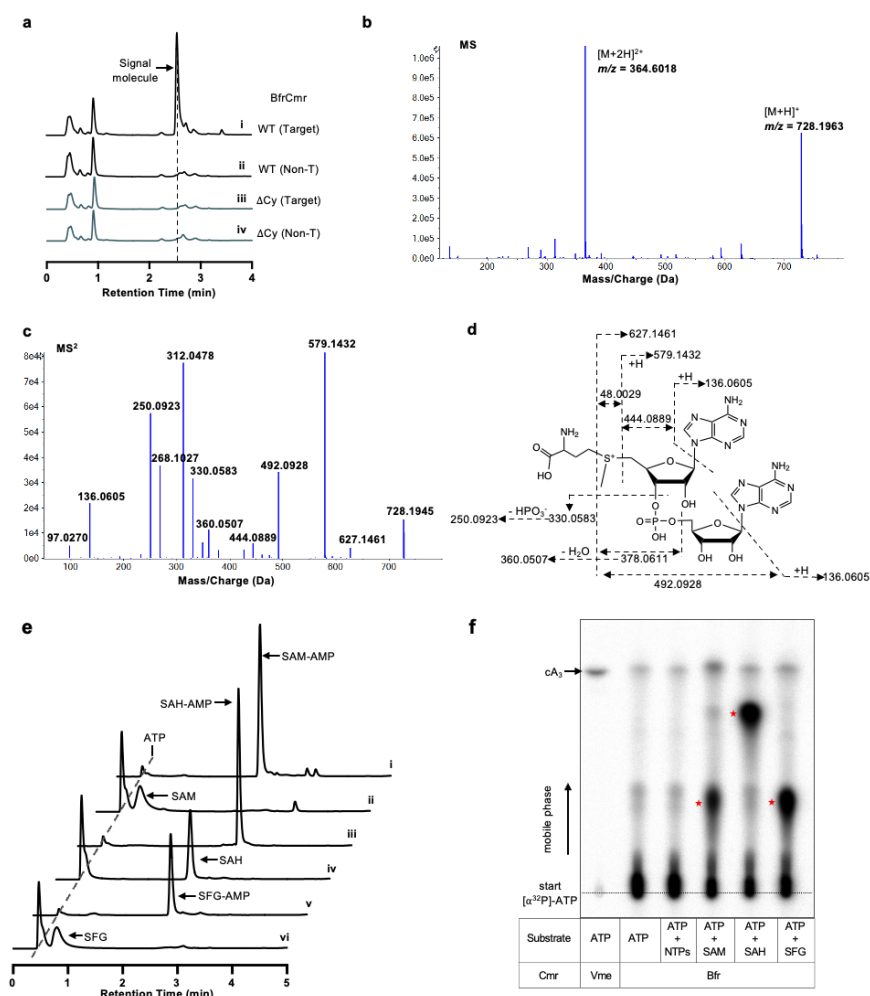 a
Signal
molecule
BfrCmr
i
WT (Target)
ii
WT (Non-T)
iii
ΔCy (Target)
iv
ΔCy (Non-T)
0 1 2 3 4
Retention Time (min)
b
MS
[M+2H]²⁺
m/z = 364.6018
[M+H]⁺
m/z = 728.1963
1.0e6
9.0e5
8.0e5
7.0e5
6.0e5
5.0e5
4.0e5
3.0e5
2.0e5
1.0e5
0.0e0
200 300 400 500 600 700
Mass/Charge (Da)
c
MS²
8e4
7e4
6e4
5e4
4e4
3e4
2e4
1e4
0e0
579.1432
312.0478
250.0923
268.1027
330.0583
492.0928
136.0605
360.0507
444.0889
728.1945
97.0270
627.1461
100 200 300 400 500 600 700
Mass/Charge (Da)
d
627.1461
+H
579.1432
+H
48.0029
136.0605
444.0889
NH₂
N
N
N
N
NH₂
O
OH
S⁺
O
O
OH
NH₂
N
N
N
N
- HPO₃⁻
250.0923
330.0583
O=P
O
OH
O
OH OH
- H₂O
360.0507
378.0611
492.0928
+H
136.0605
e
SAM-AMP
SAH-AMP
ATP
i
SAM
ii
iii
SAH
iv
SFG-AMP
v
SFG
vi
0 1 2 3 4 5
Retention Time (min)
f
cA₃
mobile phase
start
[α³²P]-ATP
Substrate ATP ATP ATP + NTPs ATP + SAM ATP + SAH ATP + SFG
Cmr Vme Bfr